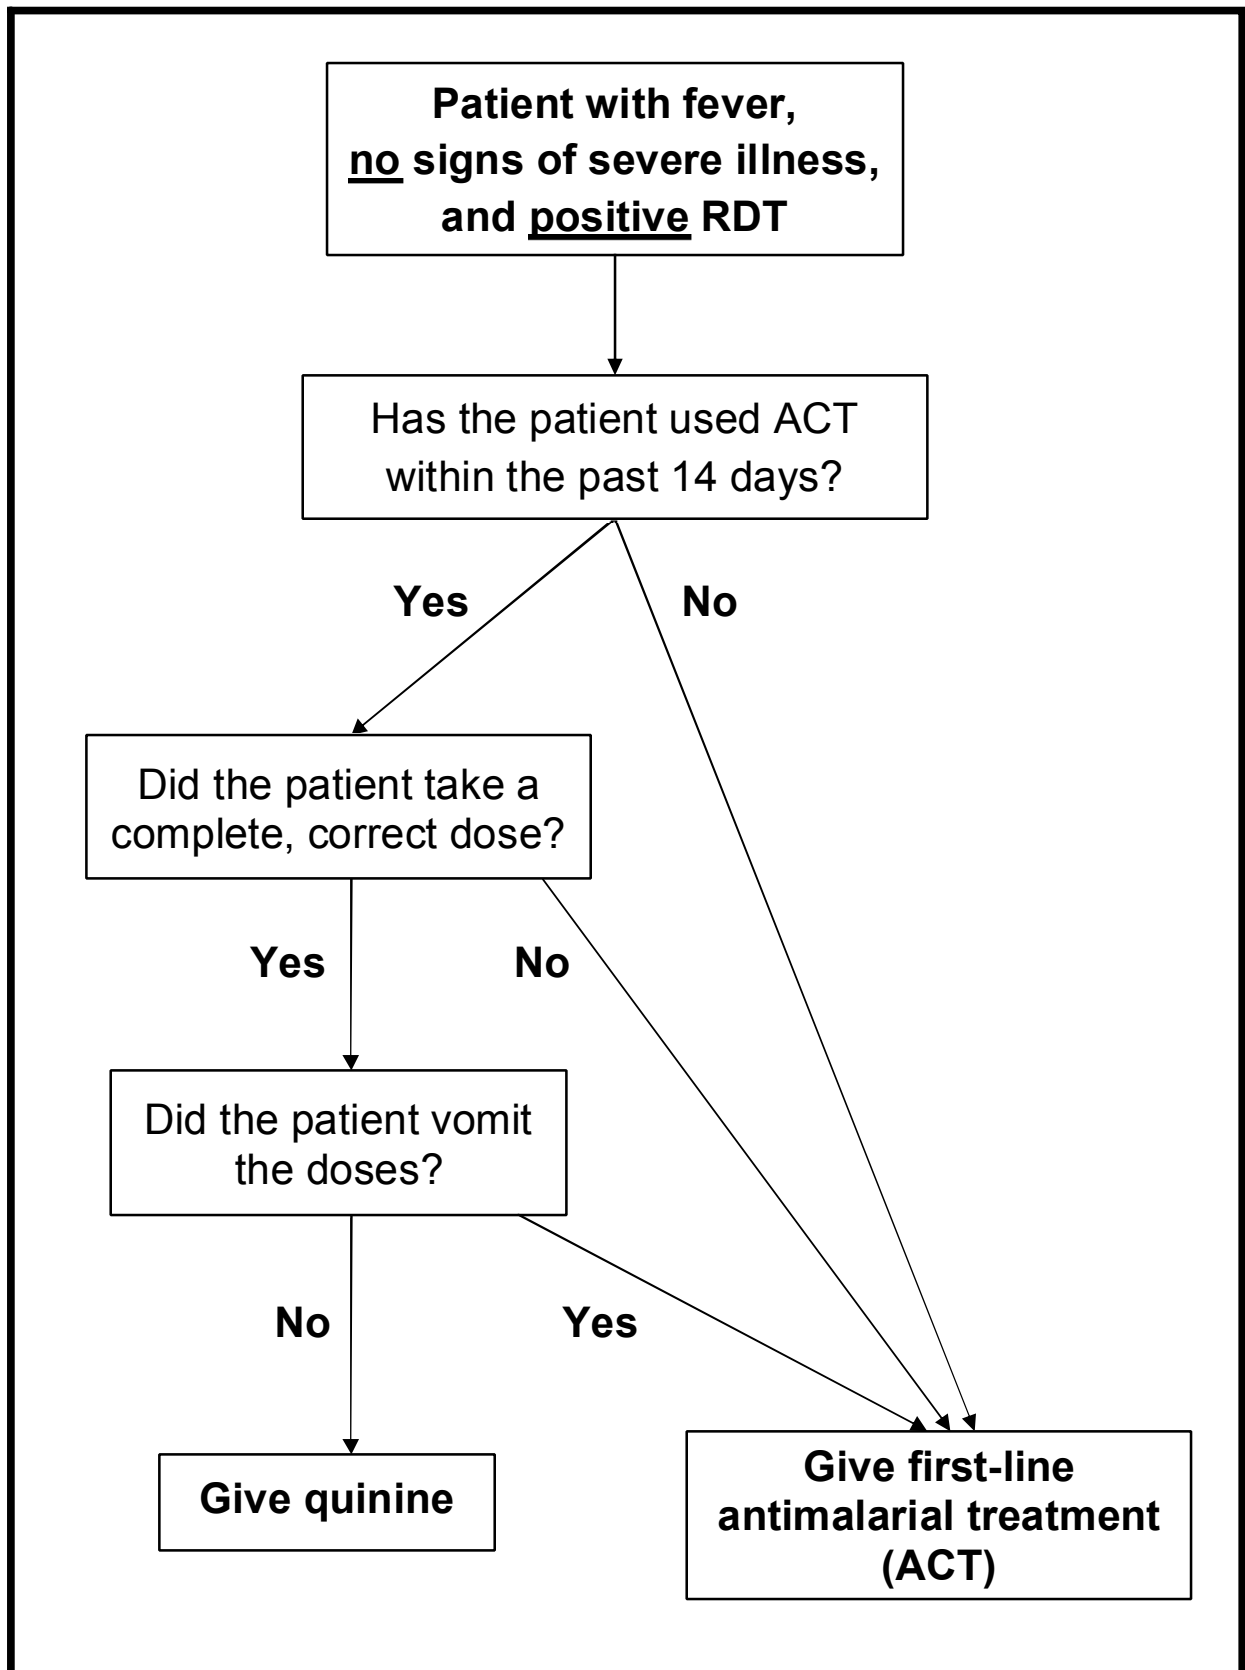 Patient with fever,
no signs of severe illness,
and positive RDT
Has the patient used ACT
within the past 14 days?
Yes
No
Did the patient take a
complete, correct dose?
Yes
No
Did the patient vomit
the doses?
No
Yes
Give quinine
Give first-line
antimalarial treatment
(ACT)